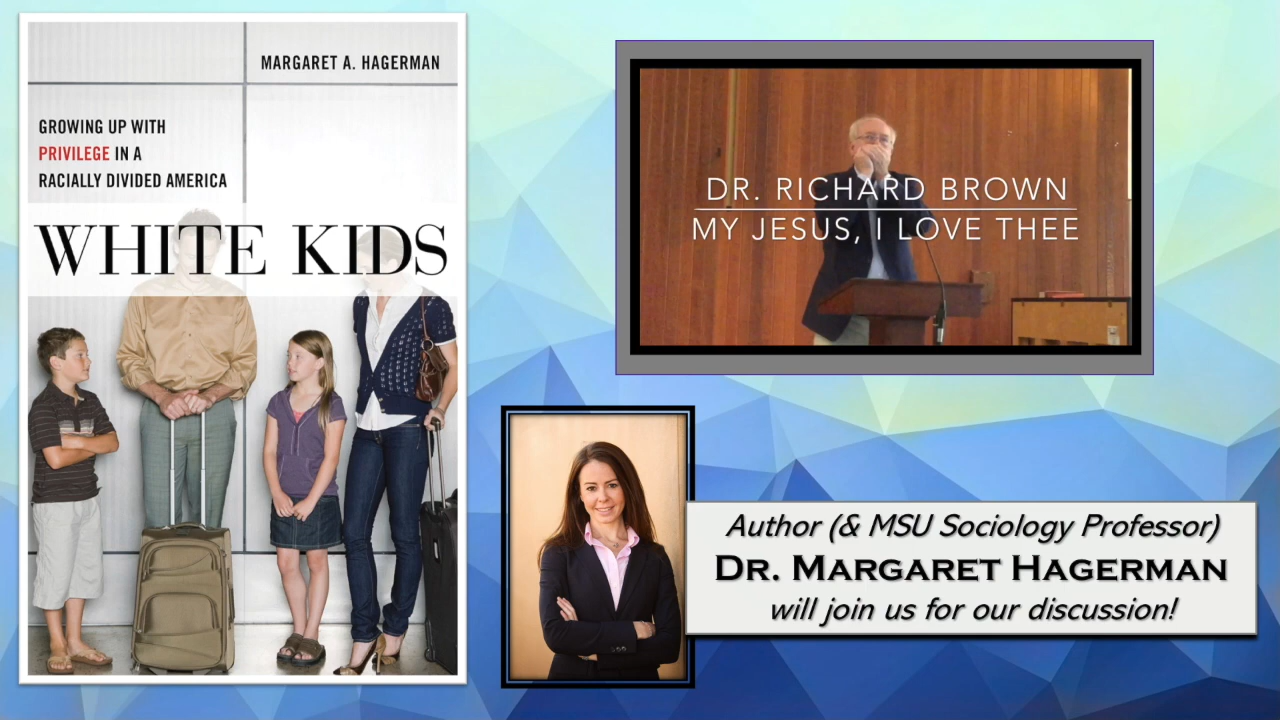 MARGARET A. HAGERMAN
GROWING UP WITH
PRIVILEGE IN A
RACIALLY DIVIDED AMERICA
WHITE KIDS
DR. RICHARD BROWN
MY JESUS, I LOVE THEE
Author (& MSU Sociology Professor)
DR. MARGARET HAGERMAN
will join us for our discussion!